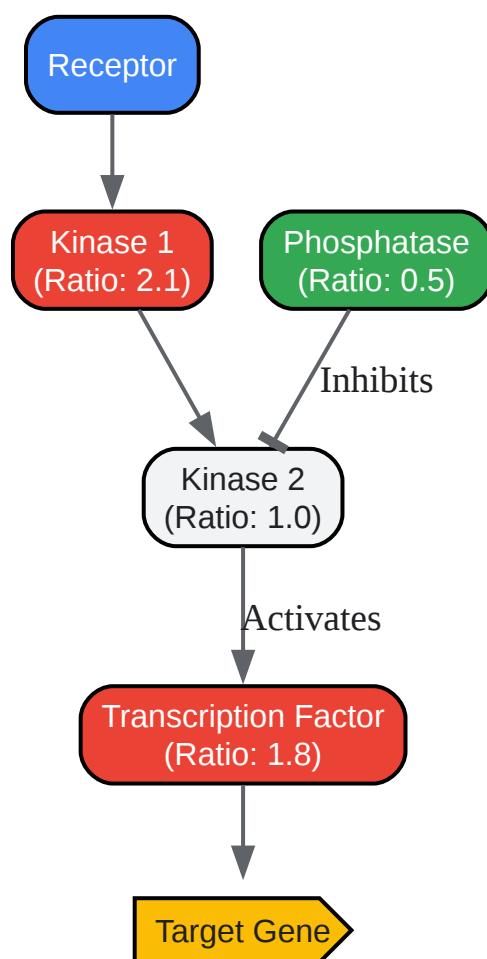 Receptor
Kinase 1
(Ratio: 2.1)
Phosphatase
(Ratio: 0.5)
Inhibits
Kinase 2
(Ratio: 1.0)
Activates
Transcription Factor
(Ratio: 1.8)
Target Gene